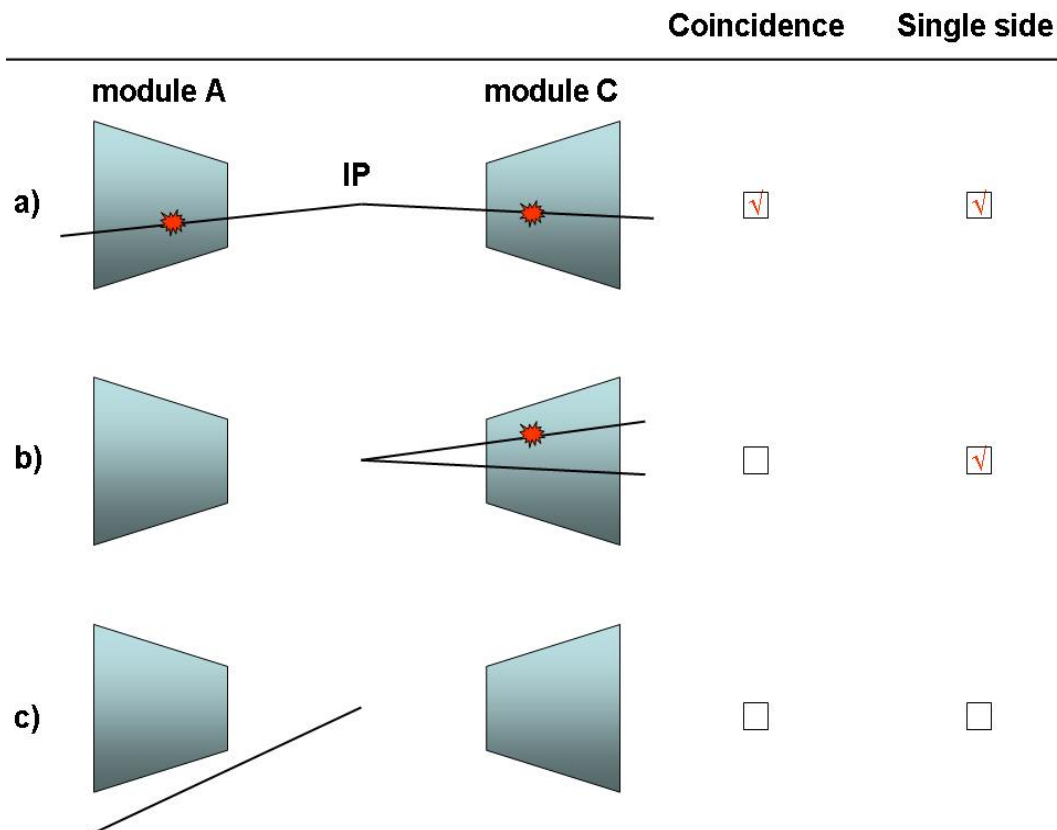 Coincidence Single side
module A module C
IP
a) √ √
b) √
c)